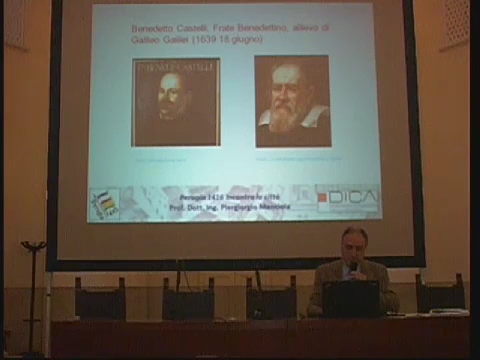 Benedetto Castelli, Frate Benedettino, allievo di
Galileo Galilei (1639 18 giugno)
Perugia 1416 Incontra la città
Prof. Dott. Ing. Piergiorgio Manciola
DICA